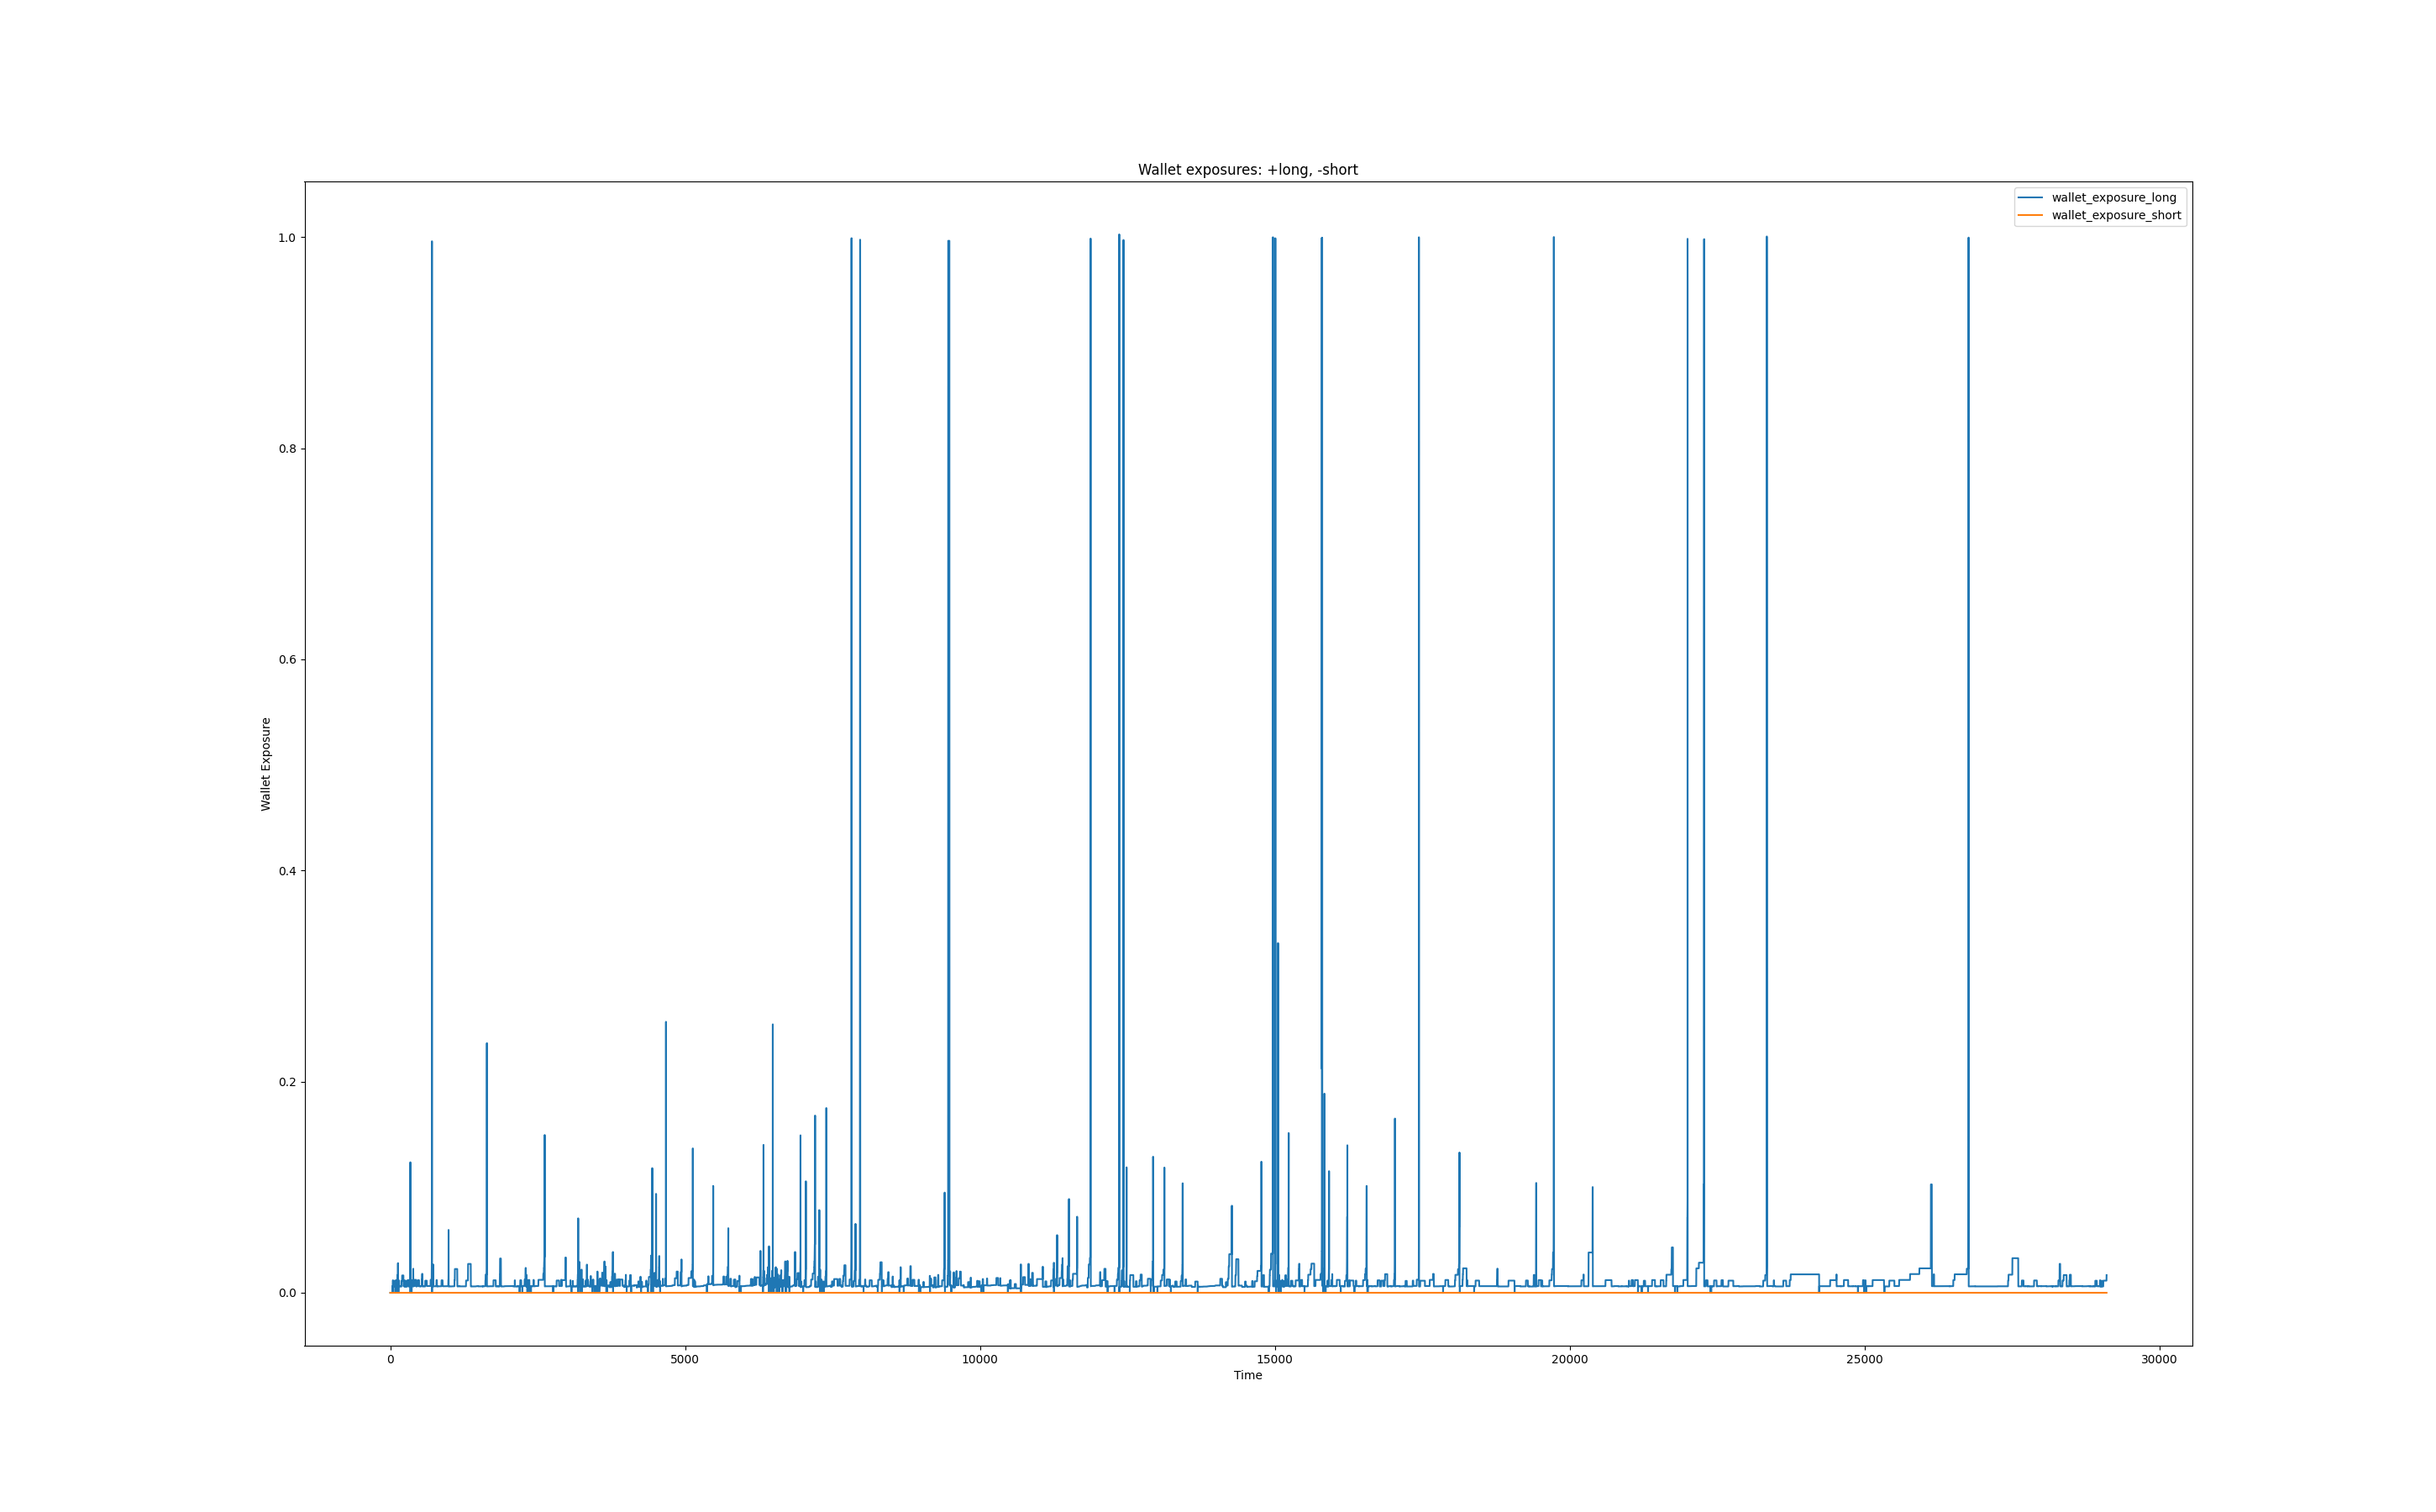 Wallet exposures: +long, -short
wallet_exposure_long
wallet_exposure_short
1.0
0.8
0.6
0.4
0.2
0.0
Wallet Exposure
0 5000 10000 15000 20000 25000 30000
Time